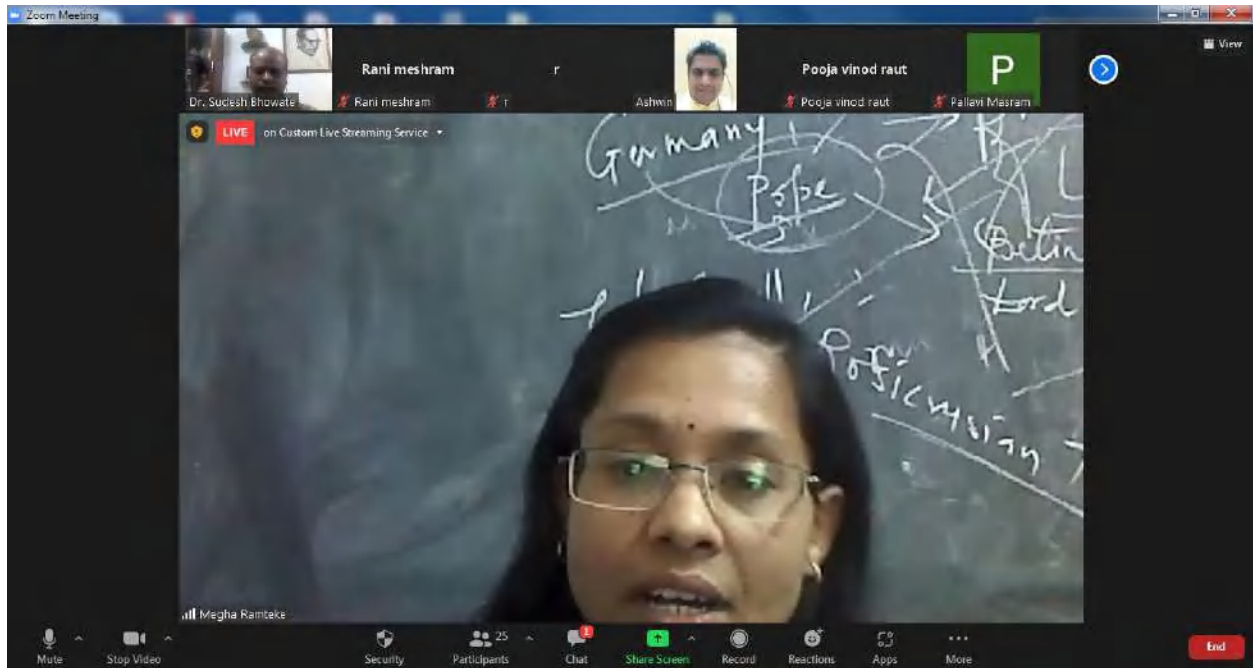 Zoom Meeting
View
Rani meshram
r
Pooja vinod raut
P
Dr. Sudesh Bhowate
Rani meshram
r
Ashwin
Pooja vinod raut
Pallavi Masram
LIVE on Custom Live Streaming Service
Germany
Pope
Lord
Megha Ramteke
Mute
Stop Video
Security
Participants
25
Chat
1
Share Screen
Record
Reactions
Apps
More
End